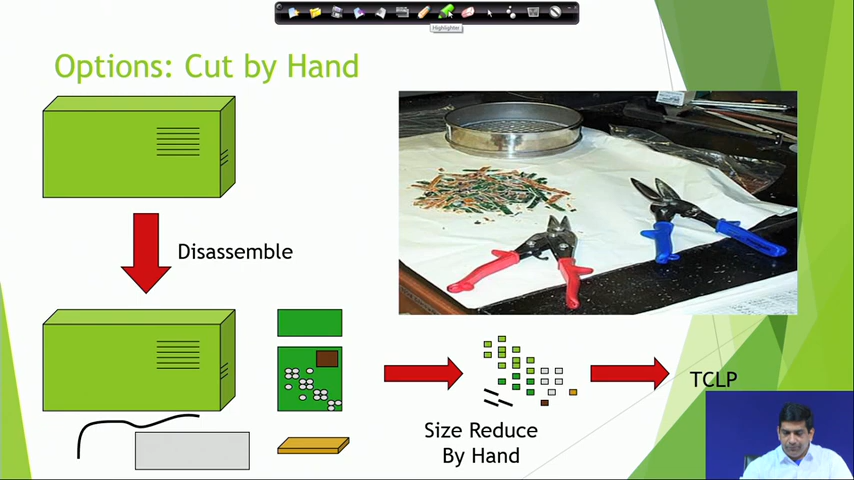 Highlighter
Options: Cut by Hand
Disassemble
Size Reduce
By Hand
TCLP